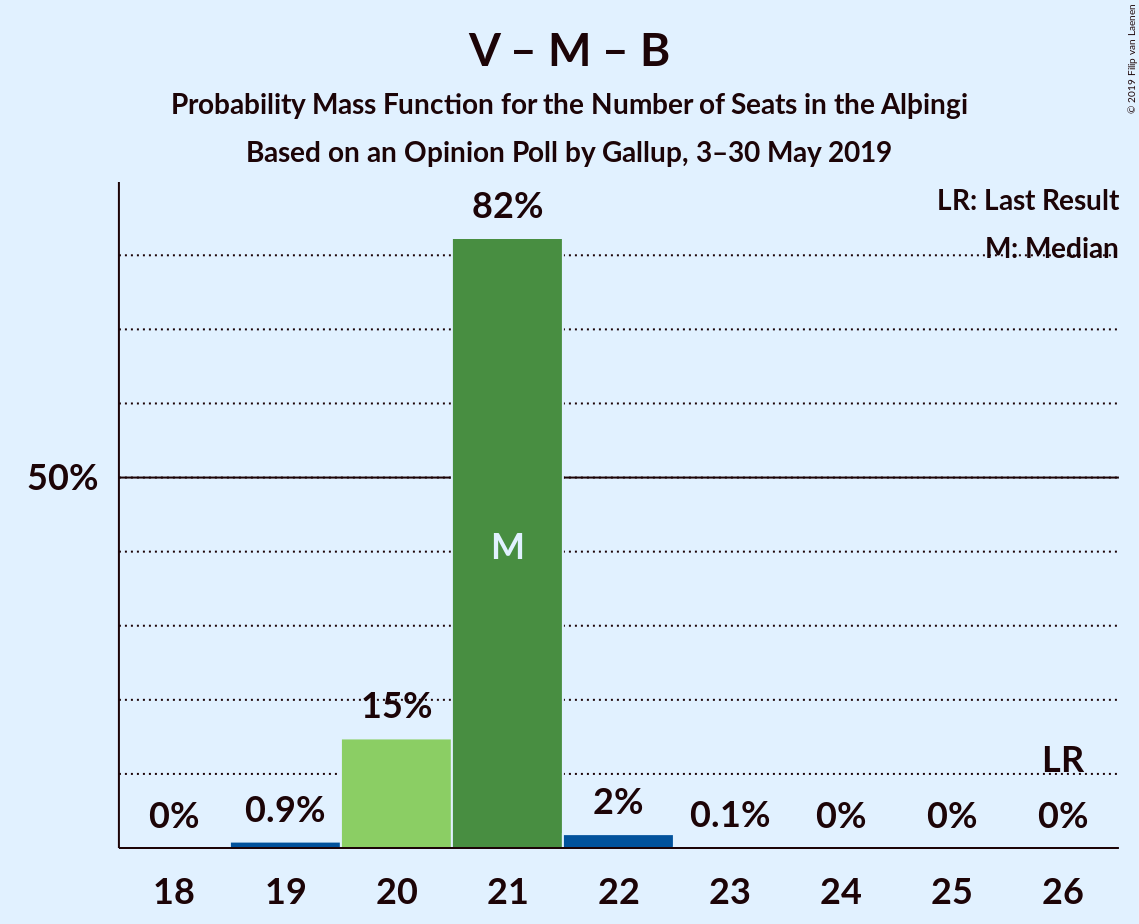 V – M – B
Probability Mass Function for the Number of Seats in the Alþingi
Based on an Opinion Poll by Gallup, 3–30 May 2019
© 2019 Filip van Laenen
LR: Last Result
M: Median
82%
50%
M
15%
LR
0%
0.9%
2%
0.1%
0%
0%
0%
18 19 20 21 22 23 24 25 26